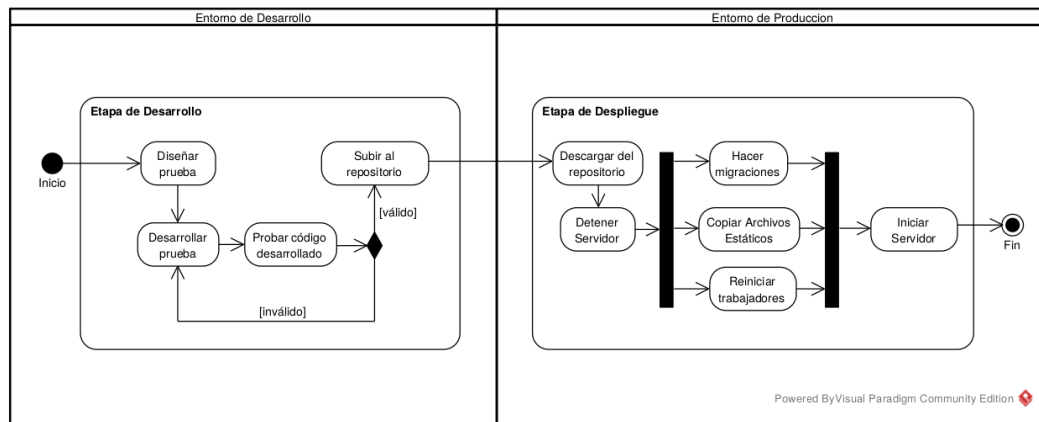 Entorno de Desarrollo
Entorno de Produccion
Etapa de Desarrollo
Inicio
Diseñar
prueba
Subir al
repositorio
[válido]
Desarrollar
prueba
Probar código
desarrollado
[inválido]
Etapa de Despliegue
Descargar del
repositorio
Hacer
migraciones
Detener
Servidor
Copiar Archivos
Estáticos
Iniciar
Servidor
Fin
Reiniciar
trabajadores
Powered ByVisual Paradigm Community Edition